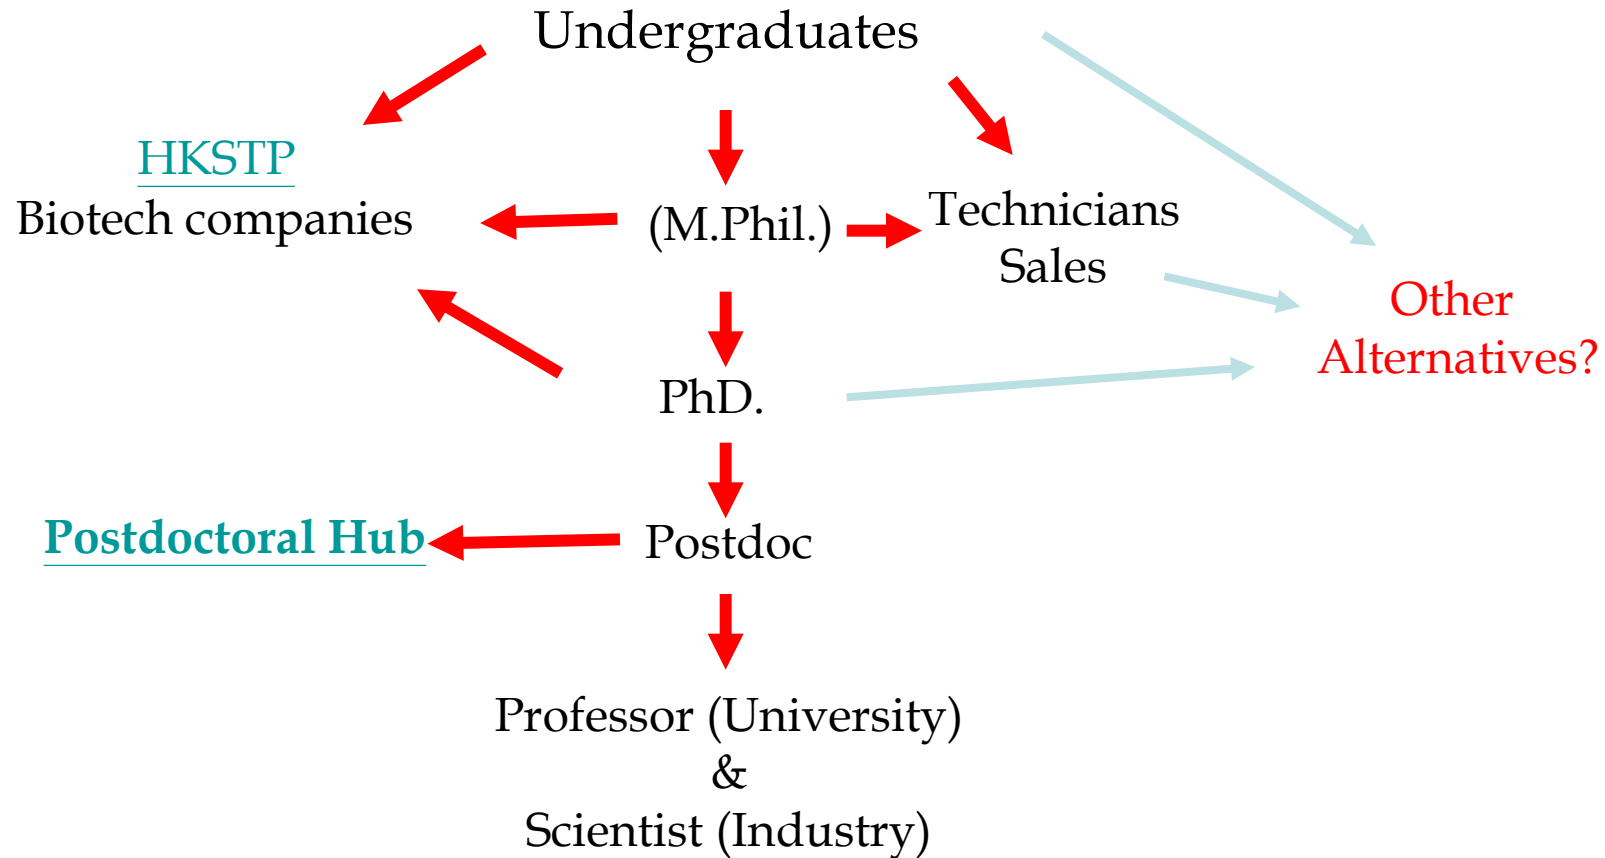 Undergraduates
HKSTP
Biotech companies
(M.Phil.)
Technicians
Sales
Other
Alternatives?
PhD.
Postdoctoral Hub
Postdoc
Professor (University)
&
Scientist (Industry)